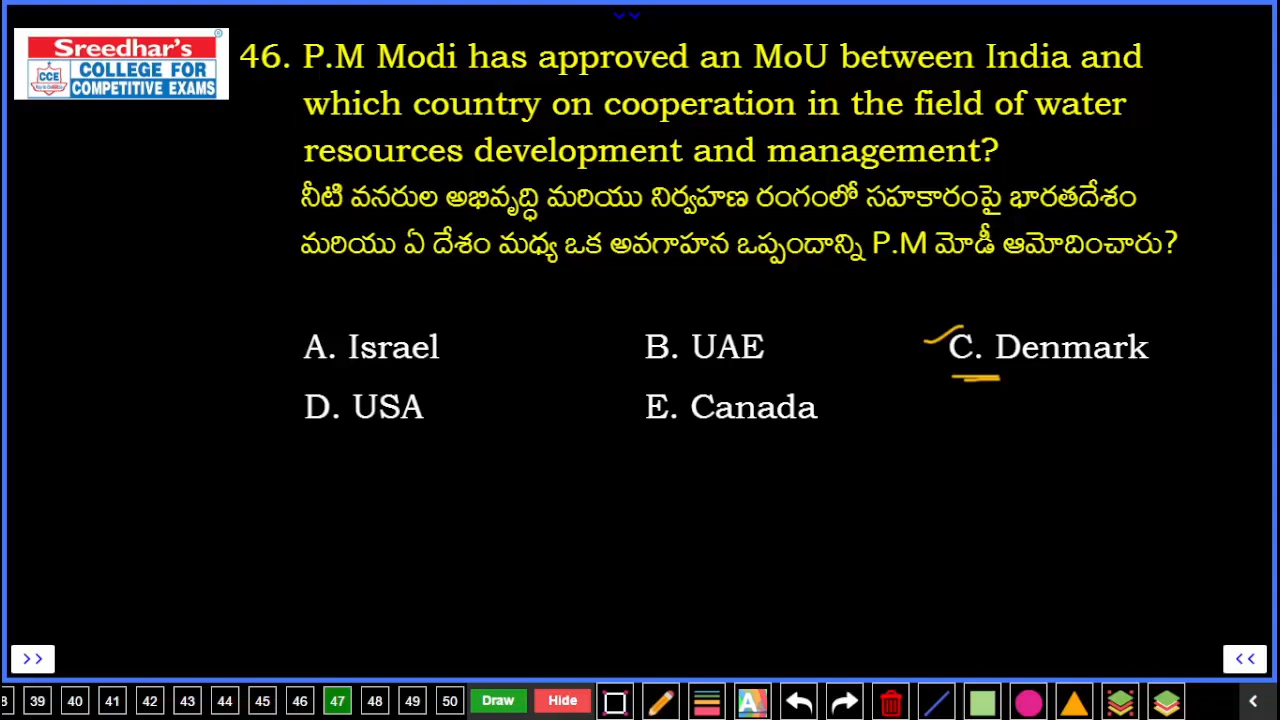 Sreedhar's
CCE
COLLEGE FOR
COMPETITIVE EXAMS
46. P.M Modi has approved an MoU between India and
which country on cooperation in the field of water
resources development and management?
నీటి వనరుల అభివృద్ధి మరియు నిర్వహణ రంగంలో సహకారంపై భారతదేశం
మరియు ఏ దేశం మధ్య ఒక అవగాహన ఒప్పందాన్ని P.M మోడీ ఆమోదించారు?
A. Israel B. UAE C. Denmark
D. USA E. Canada
>> <<
39 40 41 42 43 44 45 46 47 48 49 50 Draw Hide A <